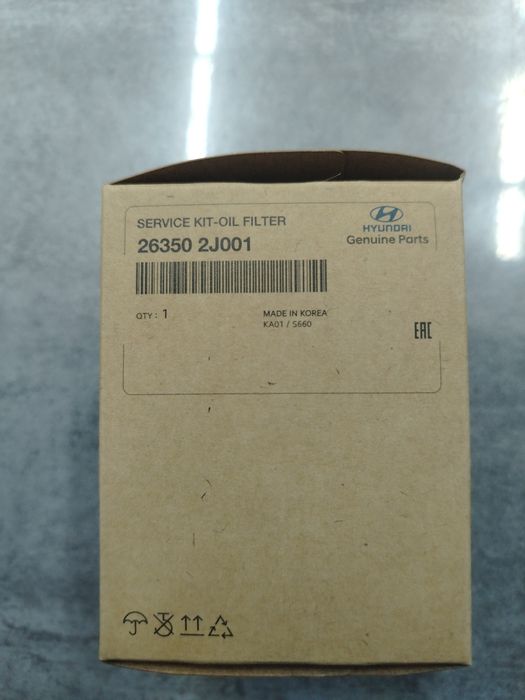 SERVICE KIT-OIL FILTER
26350 2J001
HYUNDAI
Genuine Parts
QTY : 1
MADE IN KOREA
KA01 / S660
EAC